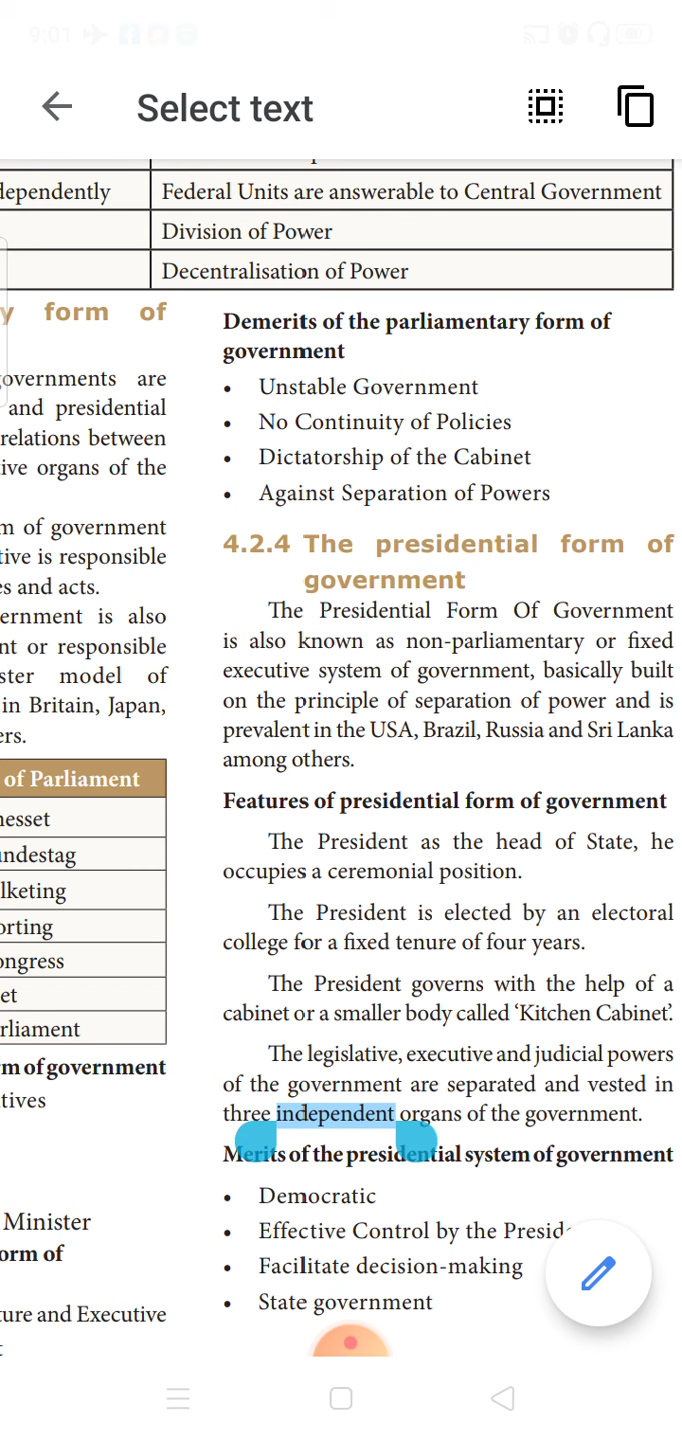 9:01
Select text
dependently
Federal Units are answerable to Central Government
Division of Power
Decentralisation of Power
y form of
overnments are
and presidential
relations between
ive organs of the
m of government
tive is responsible
es and acts.
ernment is also
nt or responsible
ster model of
in Britain, Japan,
ers.
of Parliament
nesset
undestag
lketing
orting
ongress
et
rliament
rm of government
tives
Minister
orm of
ture and Executive
Demerits of the parliamentary form of
government
• Unstable Government
• No Continuity of Policies
• Dictatorship of the Cabinet
• Against Separation of Powers
4.2.4 The presidential form of
government
The Presidential Form Of Government
is also known as non-parliamentary or fixed
executive system of government, basically built
on the principle of separation of power and is
prevalent in the USA, Brazil, Russia and Sri Lanka
among others.
Features of presidential form of government
The President as the head of State, he
occupies a ceremonial position.
The President is elected by an electoral
college for a fixed tenure of four years.
The President governs with the help of a
cabinet or a smaller body called ‘Kitchen Cabinet’.
The legislative, executive and judicial powers
of the government are separated and vested in
three independent organs of the government.
Merits of the presidential system of government
• Democratic
• Effective Control by the Presid
• Facilitate decision-making
• State government